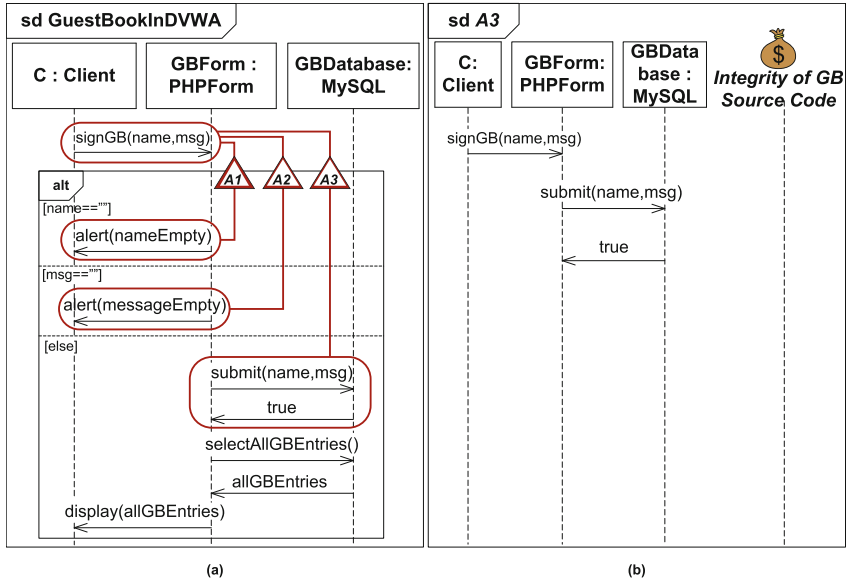 sd GuestBookInDVWA
C : Client
GBForm :
PHPForm
GBDatabase:
MySQL
signGB(name,msg)
A1
A2
A3
alt
[name==””]
alert(nameEmpty)
[msg==””]
alert(messageEmpty)
[else]
submit(name,msg)
true
selectAllGBEntries()
allGBEntries
display(allGBEntries)
(a)
sd A3
C:
Client
GBForm:
PHPForm
GBData
base :
MySQL
$
Integrity of GB
Source Code
signGB(name,msg)
submit(name,msg)
true
(b)